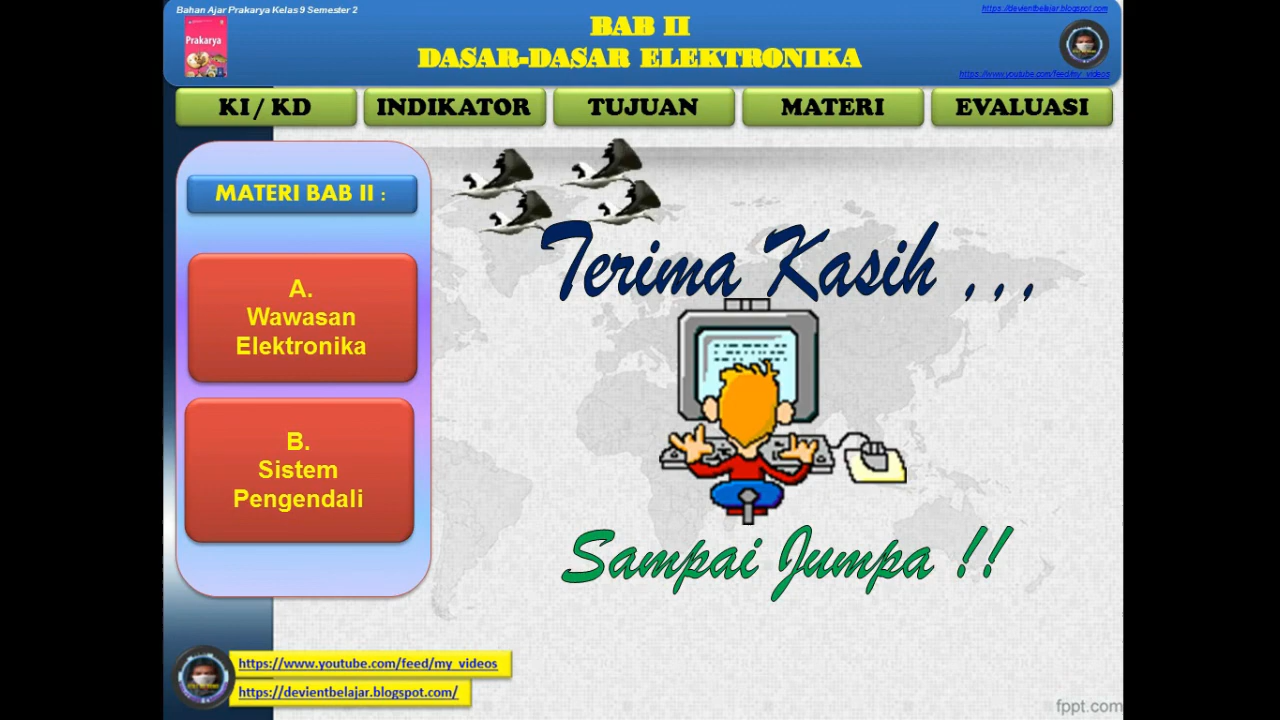 Bahan Ajar Prakarya Kelas 9 Semester 2
https://devientbelajar.blogspot.com
Prakarya
BAB II
DASAR-DASAR ELEKTRONIKA
https://www.youtube.com/feed/my_videos
KI / KD
INDIKATOR
TUJUAN
MATERI
EVALUASI
MATERI BAB II :
A.
Wawasan
Elektronika
B.
Sistem
Pengendali
Terima Kasih ...
Sampai Jumpa !!
https://www.youtube.com/feed/my_videos
https://devientbelajar.blogspot.com/
fppt.com